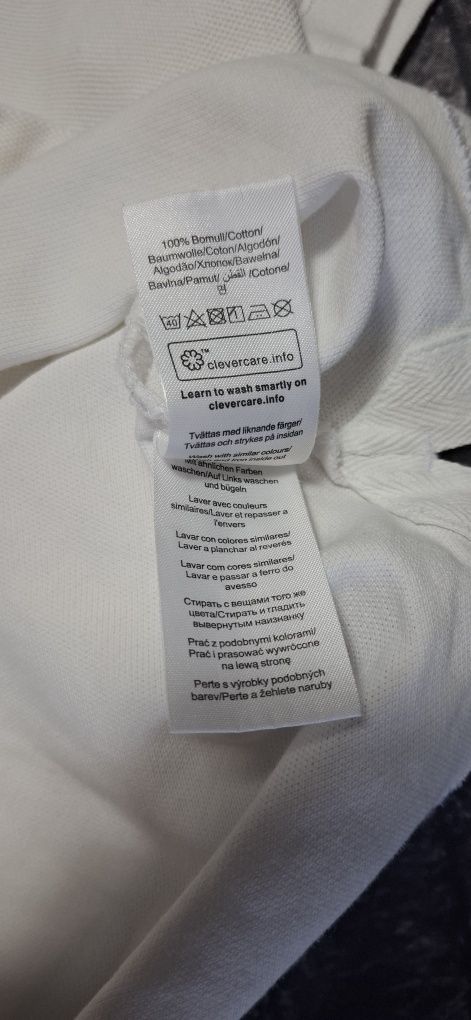 100% Bomull/Cotton/
Baumwolle/Coton/Algodón/
Algodão/Хлопок/Bawełna/
Bavlna/Pamut/ القطن /Cotone/
40
clevercare.info
TM
Learn to wash smartly on
clevercare.info
Tvättas med liknande färger/
Tvättas och strykes på insidan
Wash with similar colours/
Wash and iron inside out
Mit ähnlichen Farben
waschen/Auf Links waschen
und bügeln
Laver avec couleurs
similaires/Laver et repasser a
l'envers
Lavar con colores similares/
Laver a planchar al reverés
Lavar com cores similares/
Lavar e passar a ferro do
avesso
Стирать с вещами того же
цвета/Стирать и гладить
вывернутым наизнанку
Prać z podobnymi kolorami/
Prać i prasować wywrócone
na lewą stronę
Perte s výrobky podobných
barev/Perte a žehlete naruby